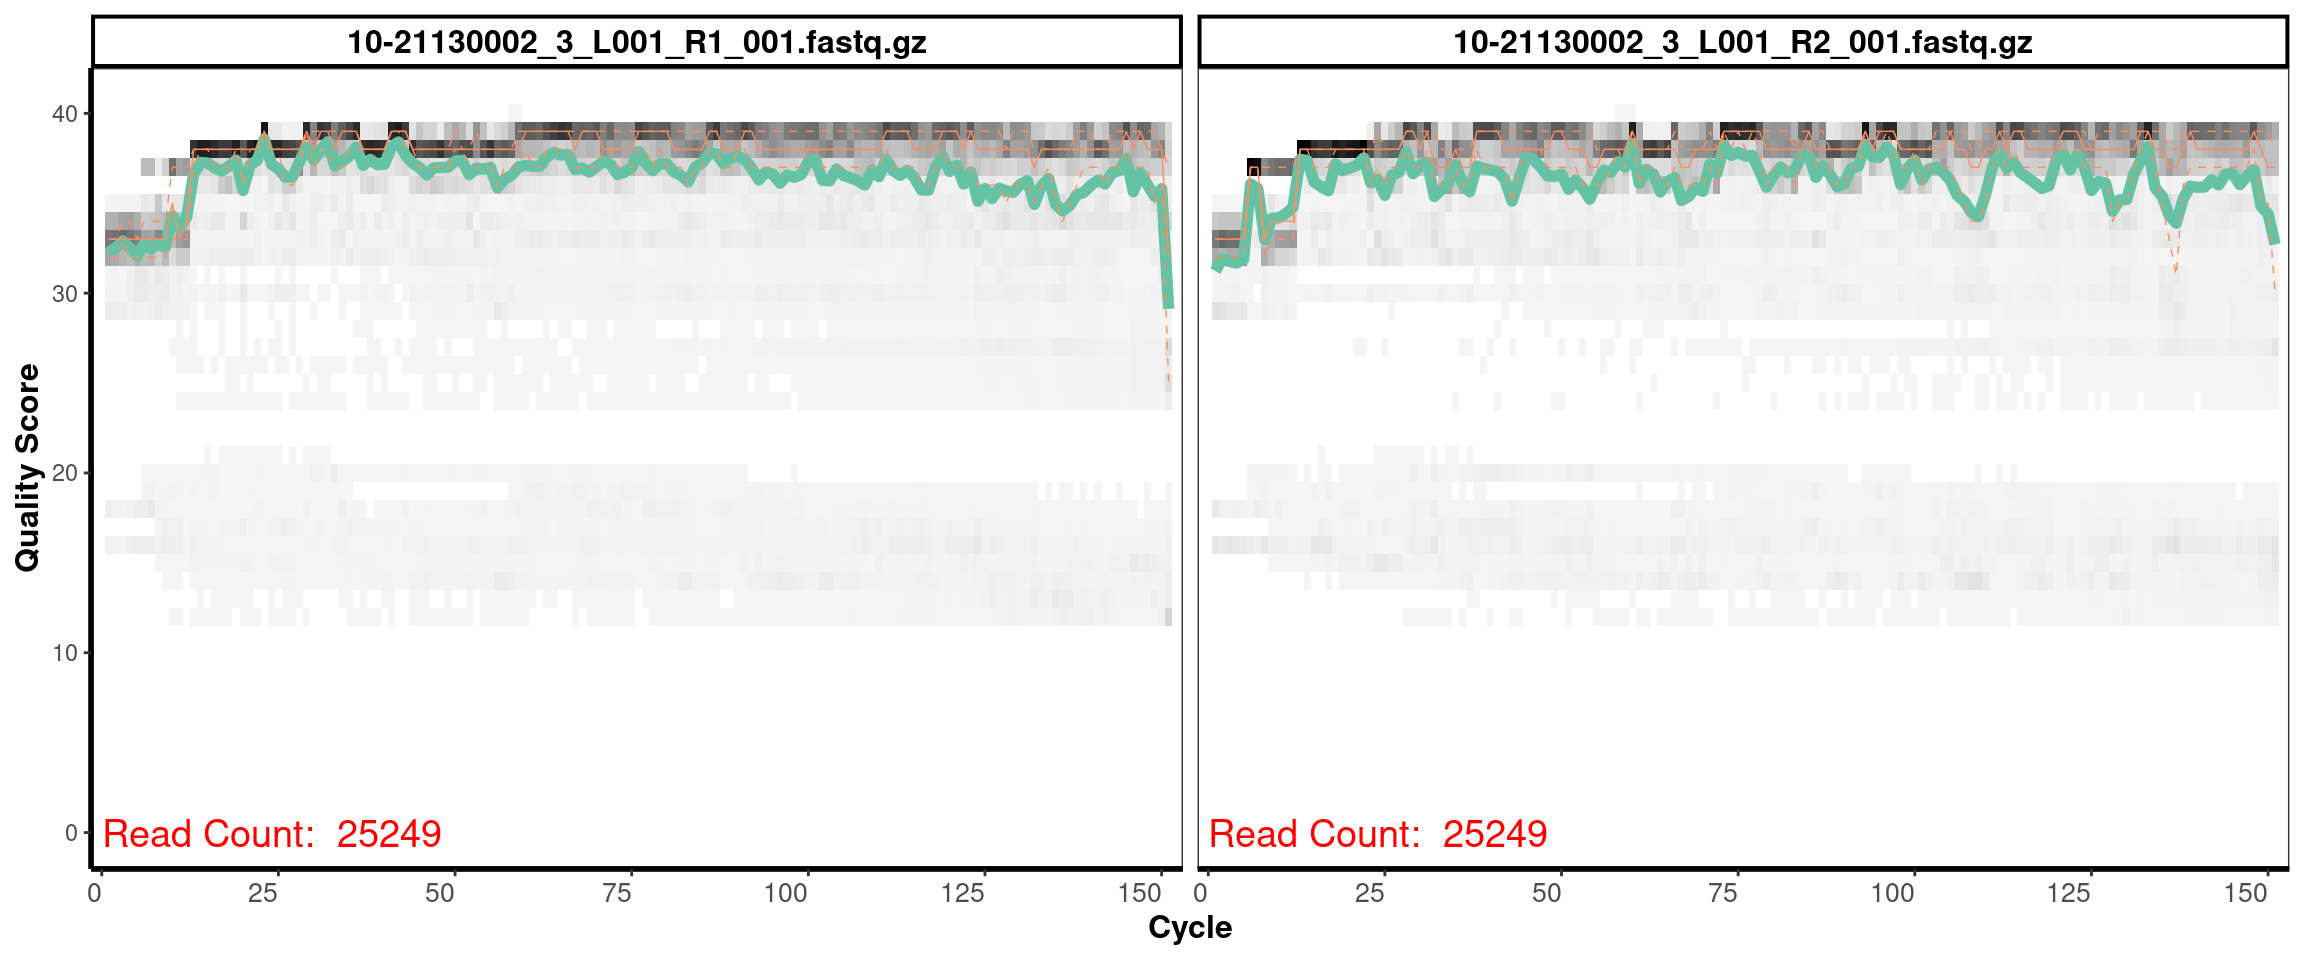 10-21130002_3_L001_R1_001.fastq.gz
10-21130002_3_L001_R2_001.fastq.gz
Quality Score
40
30
20
10
0
Read Count: 25249
Read Count: 25249
0 25 50 75 100 125 150
0 25 50 75 100 125 150
Cycle